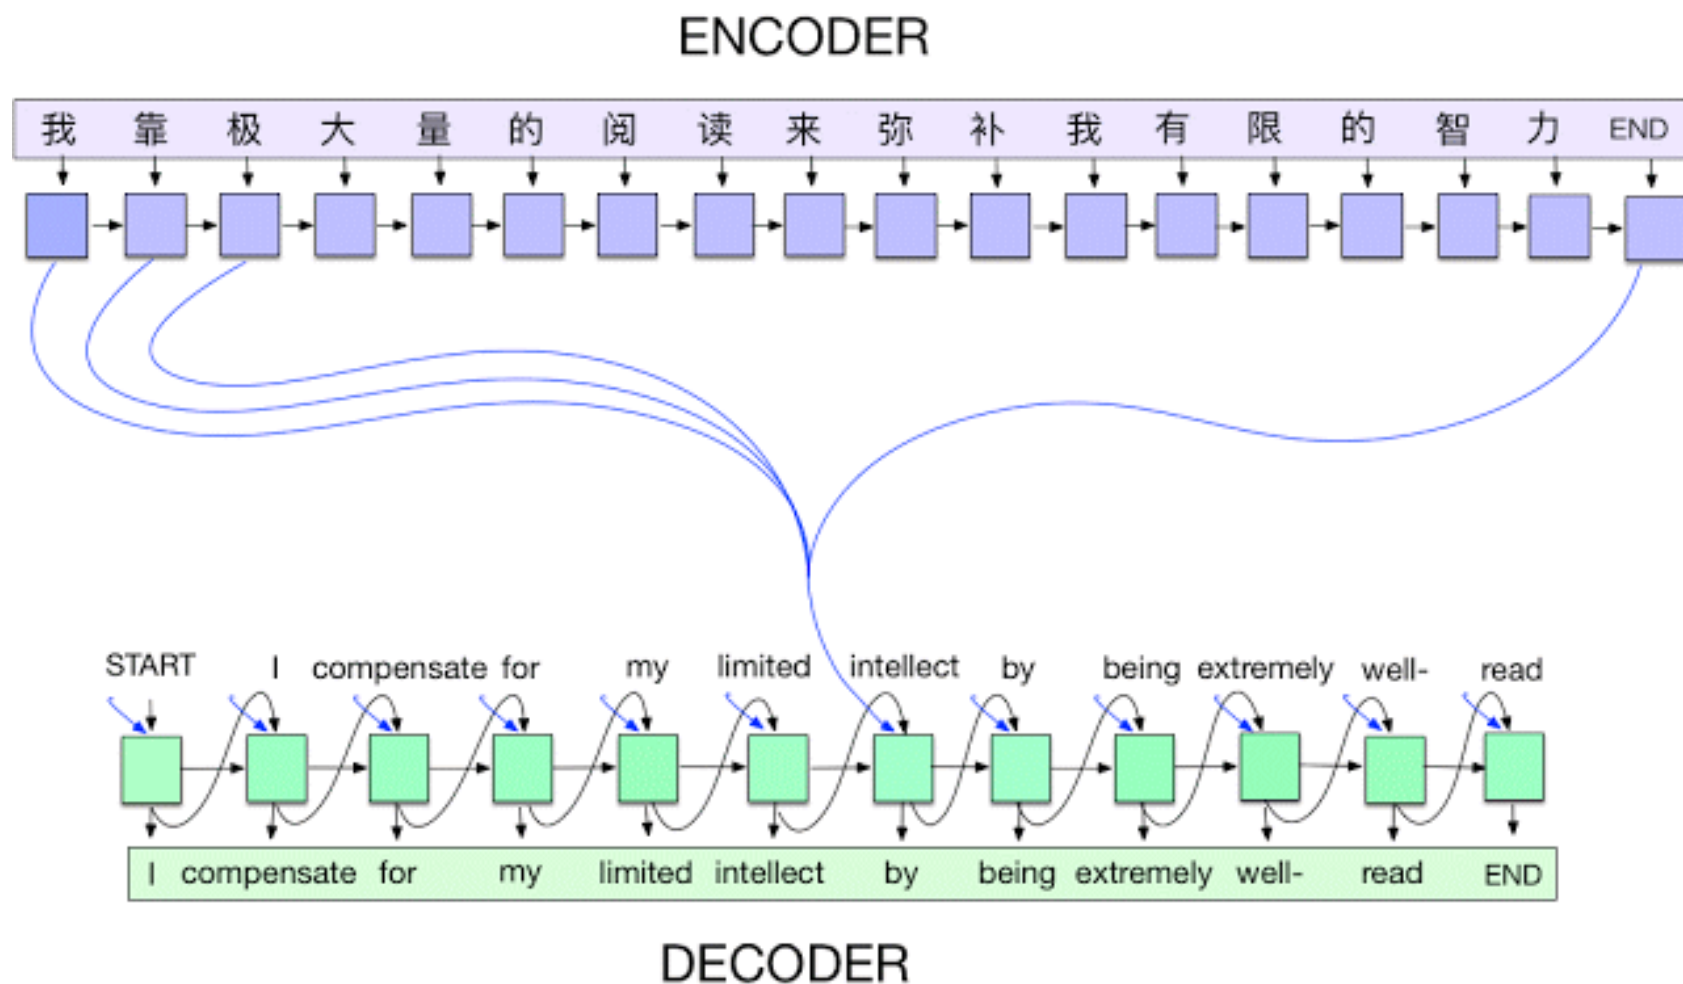 ENCODER
我 靠 极 大 量 的 阅 读 来 弥 补 我 有 限 的 智 力 END
START I compensate for my limited intellect by being extremely well- read
I compensate for my limited intellect by being extremely well- read END
DECODER